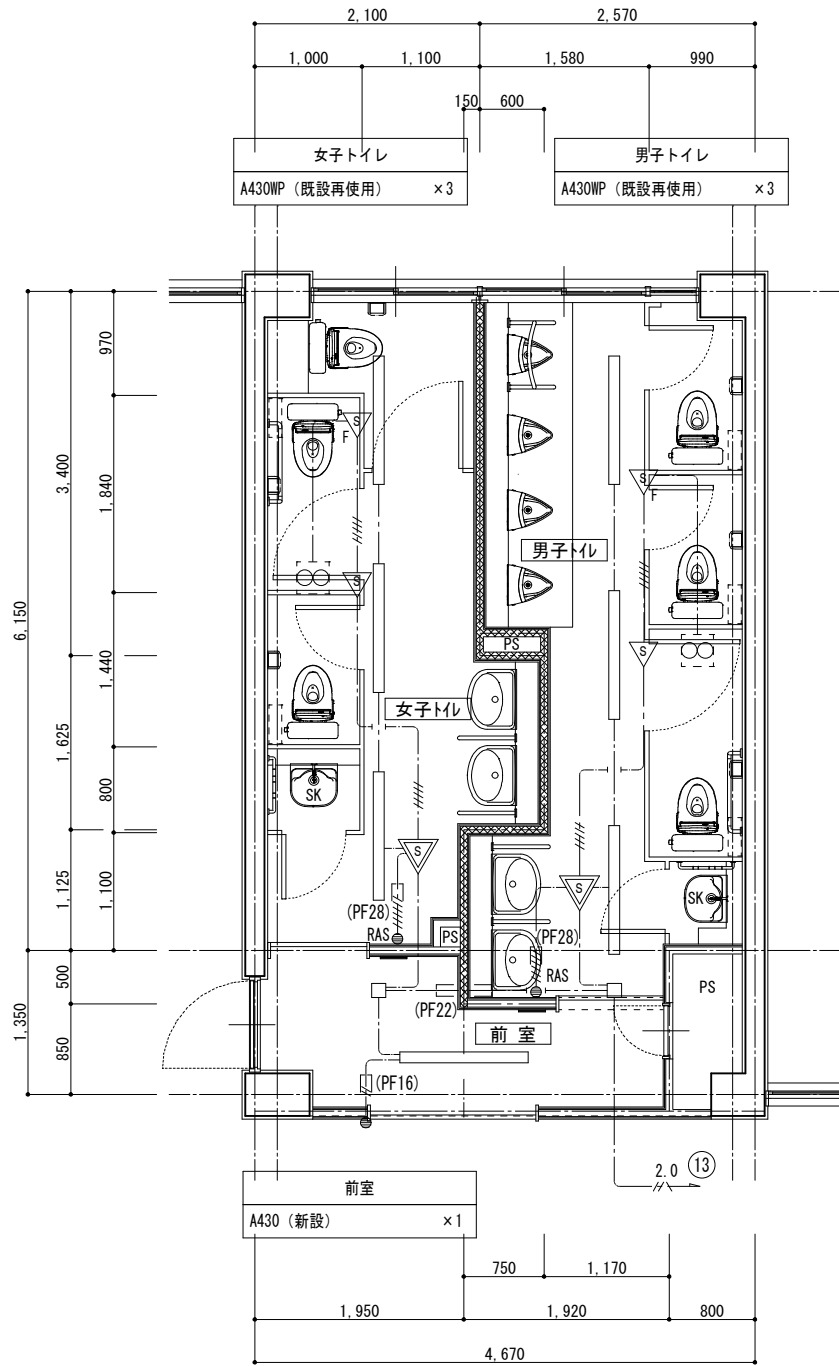 2,100
2,570
1,000
1,100
1,580
990
150
600
女子トイレ
A430WP（既設再使用） ×3
男子トイレ
A430WP（既設再使用） ×3
970
3,400
1,840
6,150
1,440
1,625
800
1,125
1,100
500
1,350
850
S
F
S
F
男子トイレ
S
PS
S
女子トイレ
SK
S
S
SK
(PF28)
RAS
PS
(PF28)
RAS
PS
(PF22)
前 室
(PF16)
2.0
13
前室
A430（新設） ×1
750
1,170
1,950
1,920
800
4,670